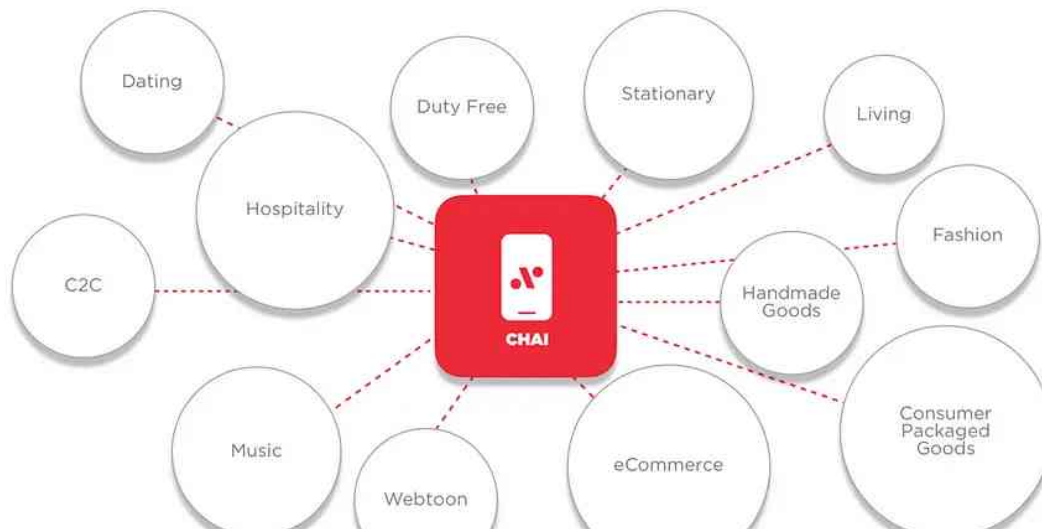 Dating
Duty Free
Stationary
Living
Hospitality
Fashion
C2C
Handmade
Goods
CHAI
Consumer
Packaged
Goods
Music
eCommerce
Webtoon